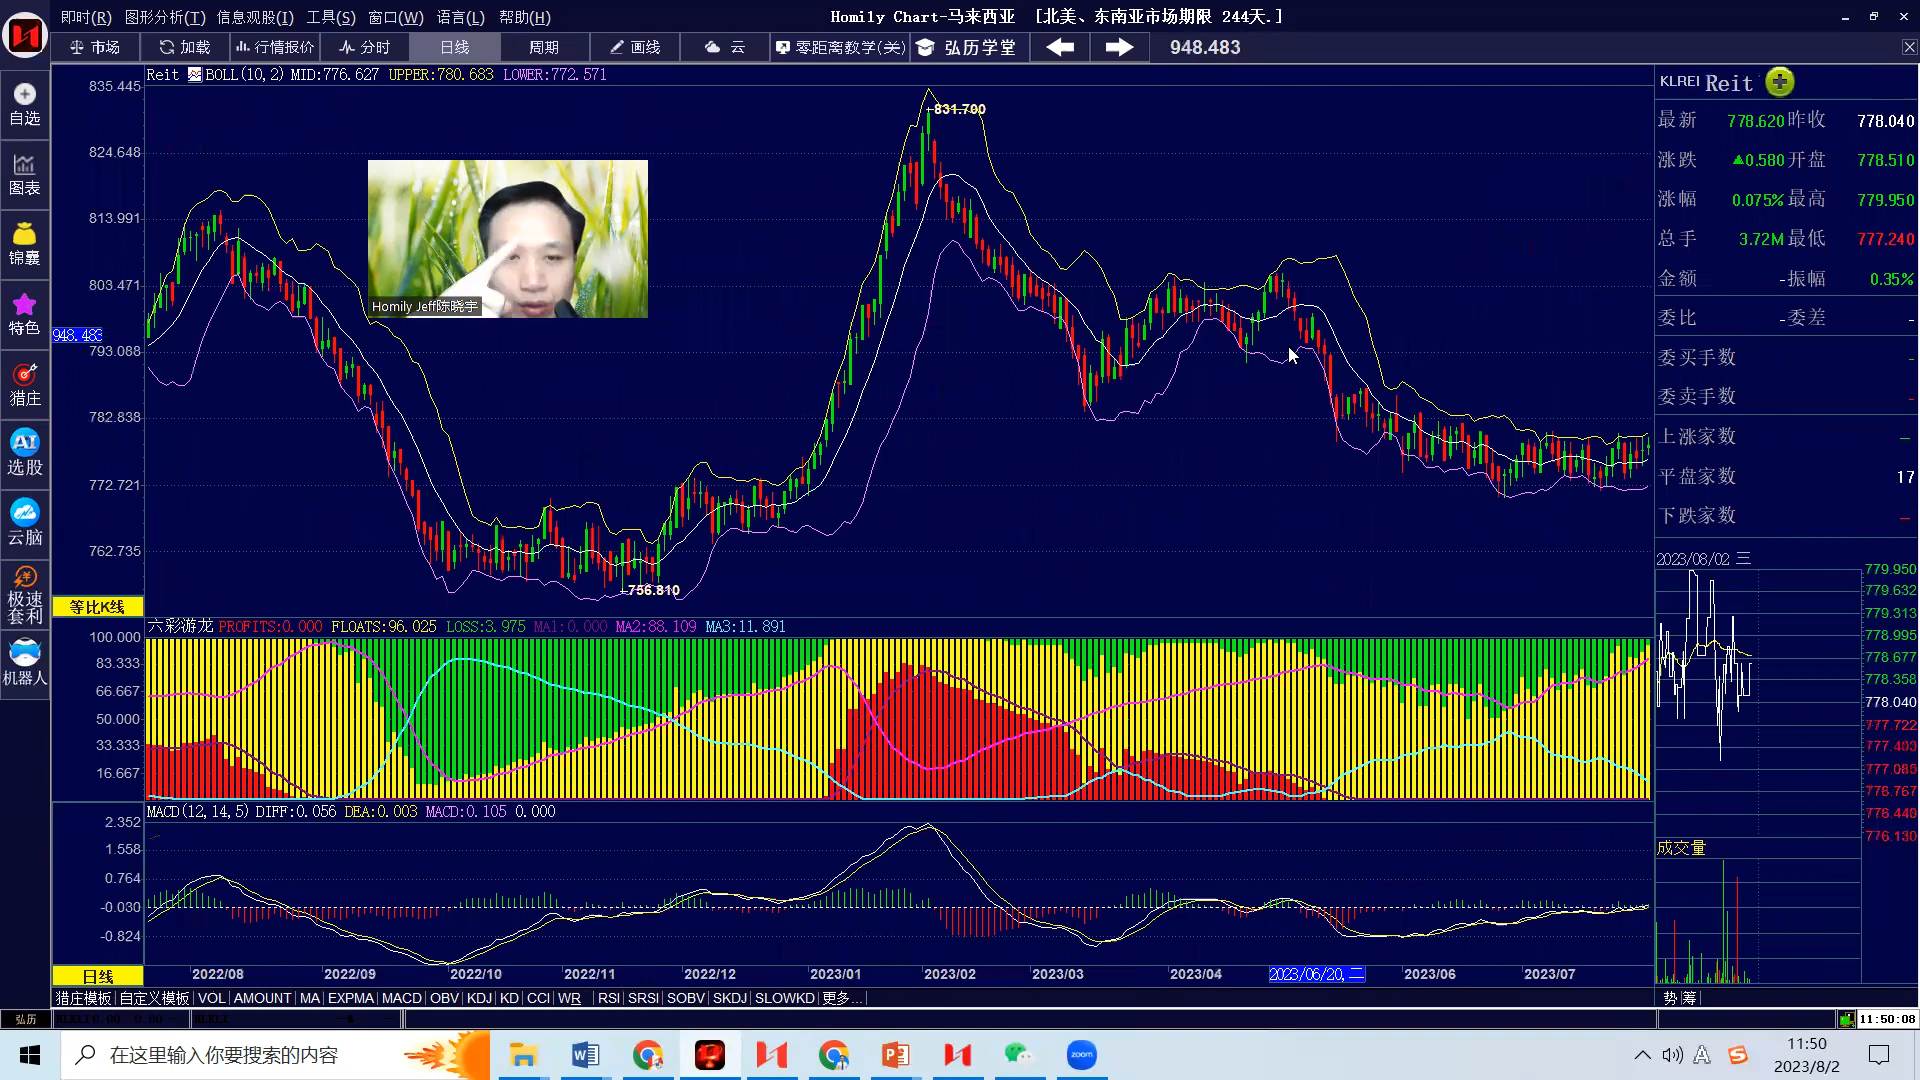 即时(R) 图形分析(T) 信息观股(I) 工具(S) 窗口(W) 语言(L) 帮助(H) Homily Chart-马来西亚 [北美、东南亚市场期限 244天.]
市场 加载 行情报价 分时 日线 周期 画线 云 零距离教学(关) 弘历学堂 948.483
Reit BOLL(10,2) MID:776.627 UPPER:780.683 LOWER:772.571
835.445
824.648
813.991
803.471
948.483
793.088
782.838
772.721
762.735
等比K线
831.700
756.810
Homily Jeff陈晓宇
自选
图表
锦囊
特色
猎庄
AI
选股
云脑
极速
套利
机器人
六彩游龙 PROFITS:0.000 FLOATS:96.025 LOSS:3.975 MA1:0.000 MA2:88.109 MA3:11.891
100.000
83.333
66.667
50.000
33.333
16.667
MACD(12,14,5) DIFF:0.056 DEA:0.003 MACD:0.105 0.000
2.352
1.558
0.764
-0.030
-0.824
日线 2022/08 2022/09 2022/10 2022/11 2022/12 2023/01 2023/02 2023/03 2023/04 2023/06/20,二 2023/06 2023/07
猎庄模板 自定义模板 VOL AMOUNT MA EXPMA MACD OBV KDJ KD CCI WR RSI SRSI SOBV SKDJ SLOWKD 更多...
KLREI Reit
最新 778.620 昨收 778.040
涨跌 ▲0.580 开盘 778.510
涨幅 0.075% 最高 779.950
总手 3.72M 最低 777.240
金额 - 振幅 0.35%
委比 - 委差 -
委买手数 -
委卖手数 -
上涨家数 —
平盘家数 17
下跌家数 —
2023/08/02 三
779.950
779.632
779.313
778.995
778.677
778.358
778.040
777.722
777.403
777.085
776.767
776.448
776.130
成交量
势 筹
弘历
11:50:08
在这里输入你要搜索的内容
zoom
11:50
2023/8/2